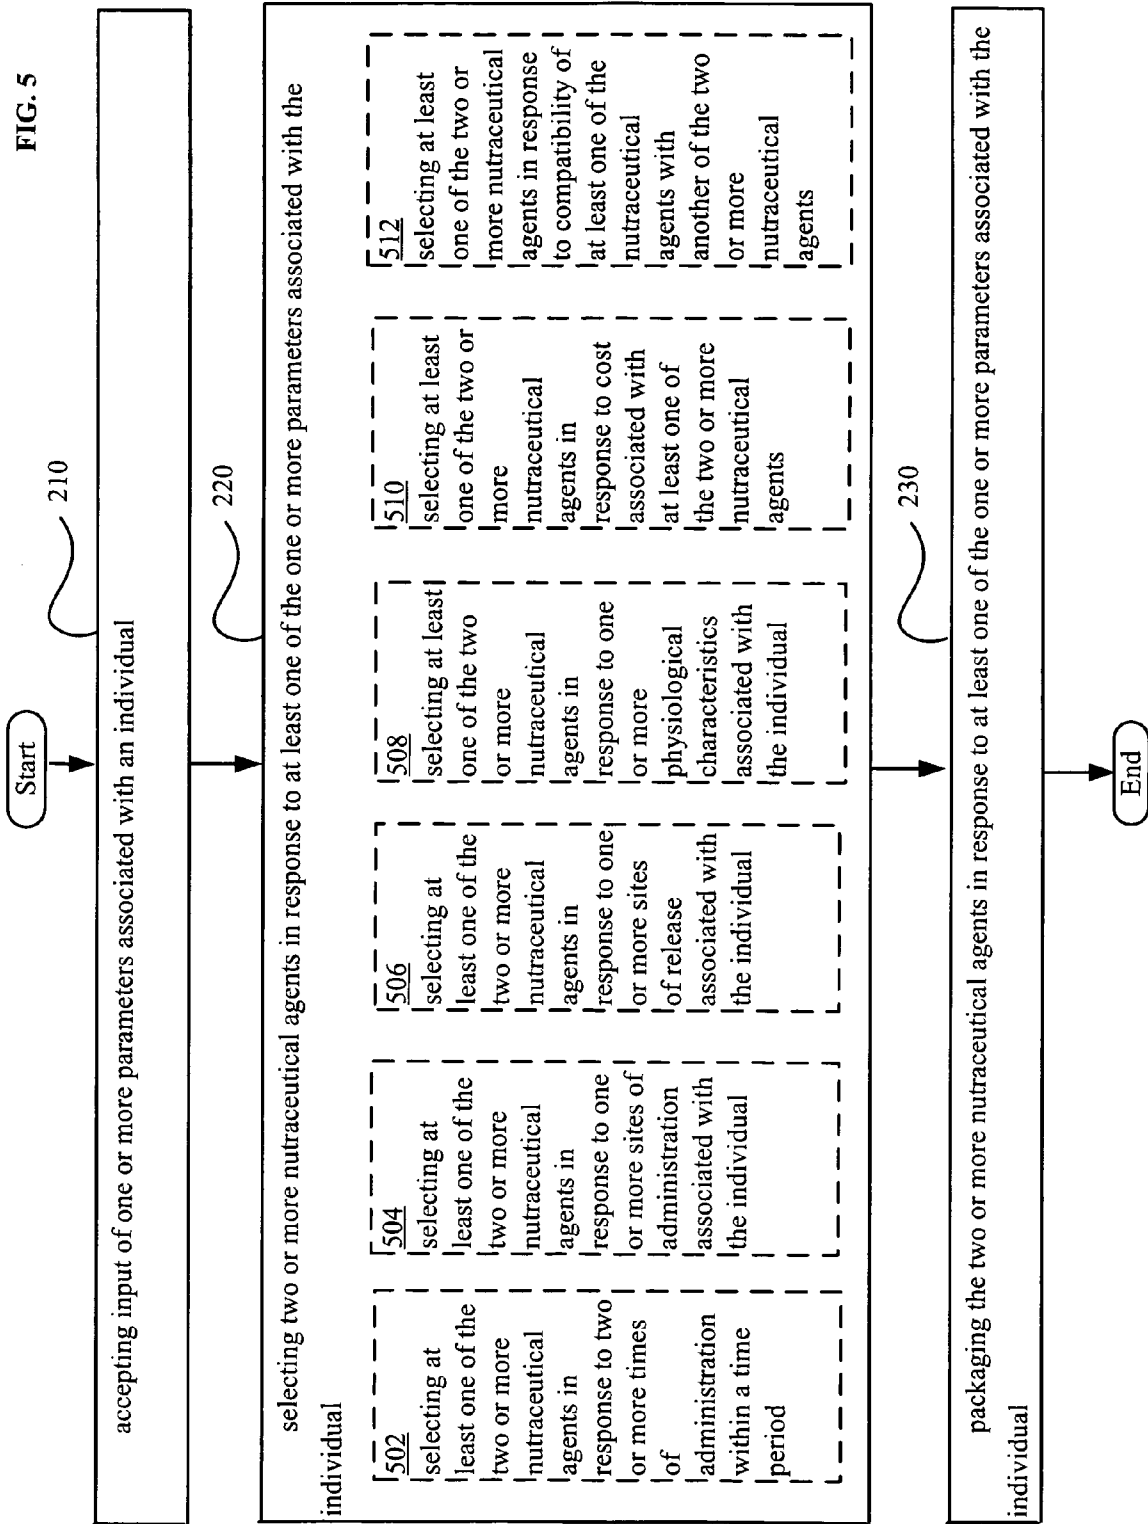 FIG. 5
Start
210
accepting input of one or more parameters associated with an individual
220
selecting two or more nutraceutical agents in response to at least one of the one or more parameters associated with the
individual
502
selecting at
least one of the
two or more
nutraceutical
agents in
response to two
or more times
of
administration
within a time
period
504
selecting at
least one of the
two or more
nutraceutical
agents in
response to one
or more sites of
administration
associated with
the individual
506
selecting at
least one of the
two or more
nutraceutical
agents in
response to one
or more sites
of release
associated with
the individual
508
selecting at least
one of the two
or more
nutraceutical
agents in
response to one
or more
physiological
characteristics
associated with
the individual
510
selecting at least
one of the two or
more
nutraceutical
agents in
response to cost
associated with
at least one of
the two or more
nutraceutical
agents
512
selecting at least
one of the two or
more nutraceutical
agents in response
to compatibility of
at least one of the
nutraceutical
agents with
another of the two
or more
nutraceutical
agents
230
packaging the two or more nutraceutical agents in response to at least one of the one or more parameters associated with the
individual
End